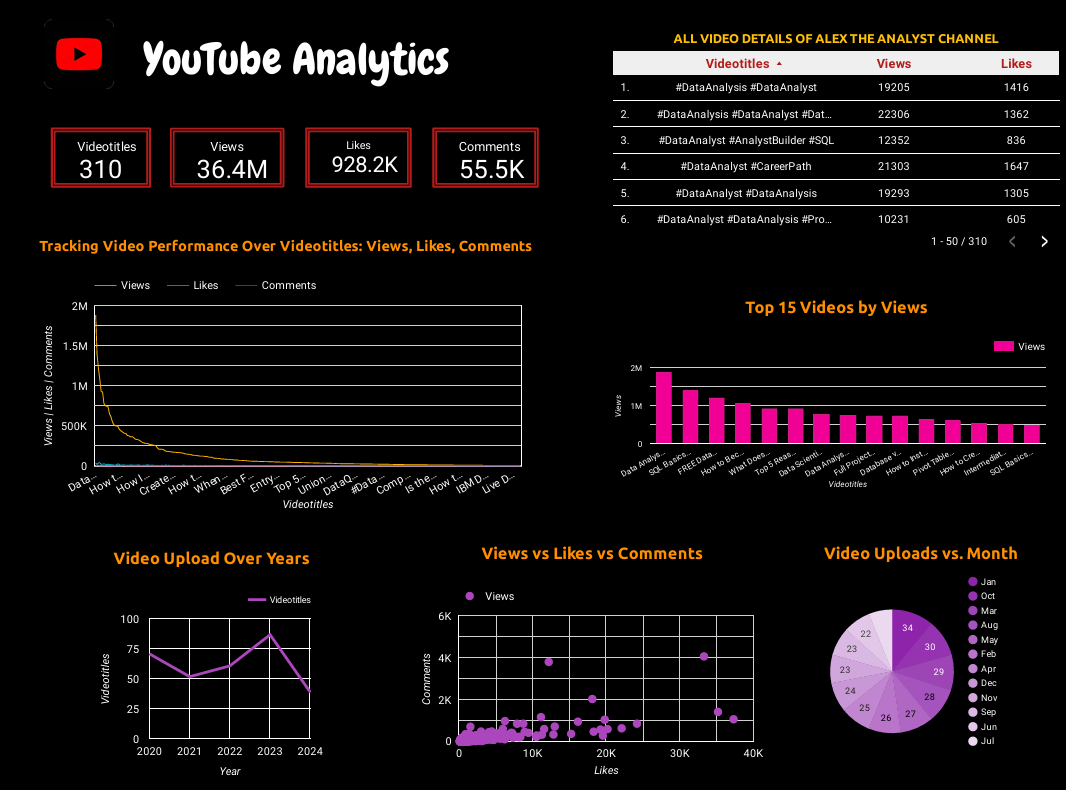 YouTube Analytics
Videotitles
310
Views
36.4M
Likes
928.2K
Comments
55.5K
ALL VIDEO DETAILS OF ALEX THE ANALYST CHANNEL
Videotitles Views Likes
1. #DataAnalysis #DataAnalyst 19205 1416
2. #DataAnalysis #DataAnalyst #Dat... 22306 1362
3. #DataAnalyst #AnalystBuilder #SQL 12352 836
4. #DataAnalyst #CareerPath 21303 1647
5. #DataAnalyst #DataAnalysis 19293 1305
6. #DataAnalyst #DataAnalysis #Pro... 10231 605
1 - 50 / 310
Tracking Video Performance Over Videotitles: Views, Likes, Comments
Views Likes Comments
Views | Likes | Comments
2M
1.5M
1M
500K
0
Data... How t... How I... Create... How t... When... Best F... Entry... Top 5... Union... DataQ... #Data... Comp... Is the... How t... IBM D... Live D...
Videotitles
Top 15 Videos by Views
Views
Views
2M
1M
0
Data Analys... SQL Basics... FREE Data... How to Bec... What Does... Top 5 Reas... Data Scienti... Data Analys... Full Project... Database V... How to Inst... Pivot Table... How to Cre... Intermediat... SQL Basics...
Videotitles
Video Upload Over Years
Videotitles
Videotitles
100
75
50
25
0
2020 2021 2022 2023 2024
Year
Views vs Likes vs Comments
Views
Comments
6K
4K
2K
0
0 10K 20K 30K 40K
Likes
Video Uploads vs. Month
34
30
29
28
27
26
25
24
23
23
22
Jan
Oct
Mar
Aug
May
Feb
Apr
Dec
Nov
Sep
Jun
Jul